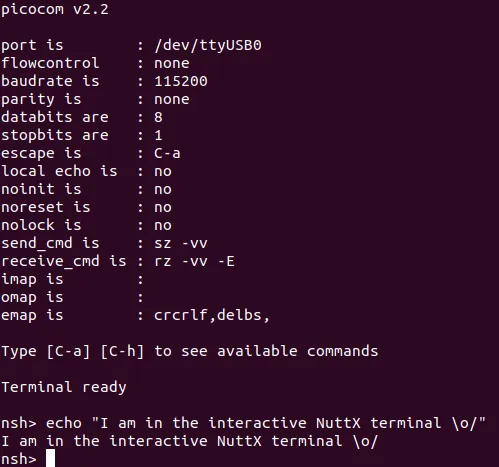 picocom v2.2

port is        : /dev/ttyUSB0
flowcontrol    : none
baudrate is    : 115200
parity is      : none
databits are   : 8
stopbits are   : 1
escape is      : C-a
local echo is  : no
noinit is      : no
noreset is     : no
nolock is      : no
send_cmd is    : sz -vv
receive_cmd is : rz -vv -E
imap is        :
omap is        :
emap is        : crcrlf,delbs,

Type [C-a] [C-h] to see available commands

Terminal ready

nsh> echo "I am in the interactive NuttX terminal \o/"
I am in the interactive NuttX terminal \o/
nsh>